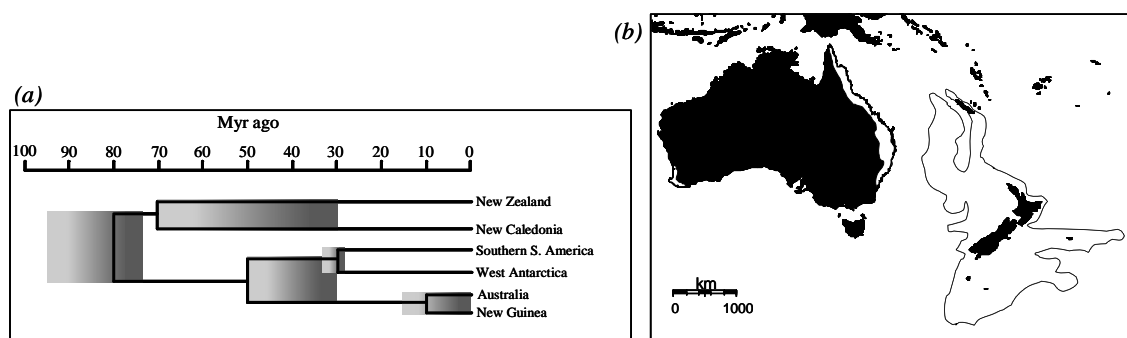 (a)
Myr ago
100 90 80 70 60 50 40 30 20 10 0
New Zealand
New Caledonia
Southern S. America
West Antarctica
Australia
New Guinea
(b)
km
0 1000